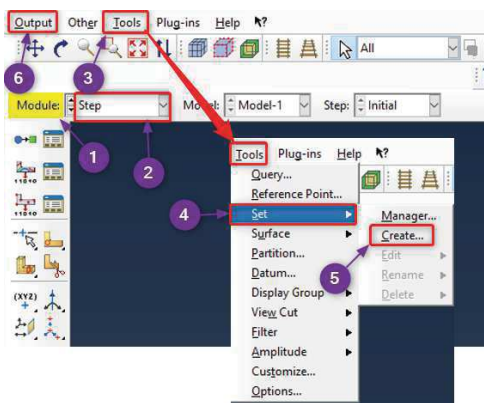 Output Other Tools Plug-ins Help
All
6
3
Module: Step Model: Model-1 Step: Initial
1
2
Tools Plug-ins Help
Query...
Reference Point...
4
Set
Manager...
Surface
Create...
Partition...
Edit
5
Datum...
Rename
Display Group
Delete
View Cut
(XYZ)
Filter
Amplitude
Customize...
Options...